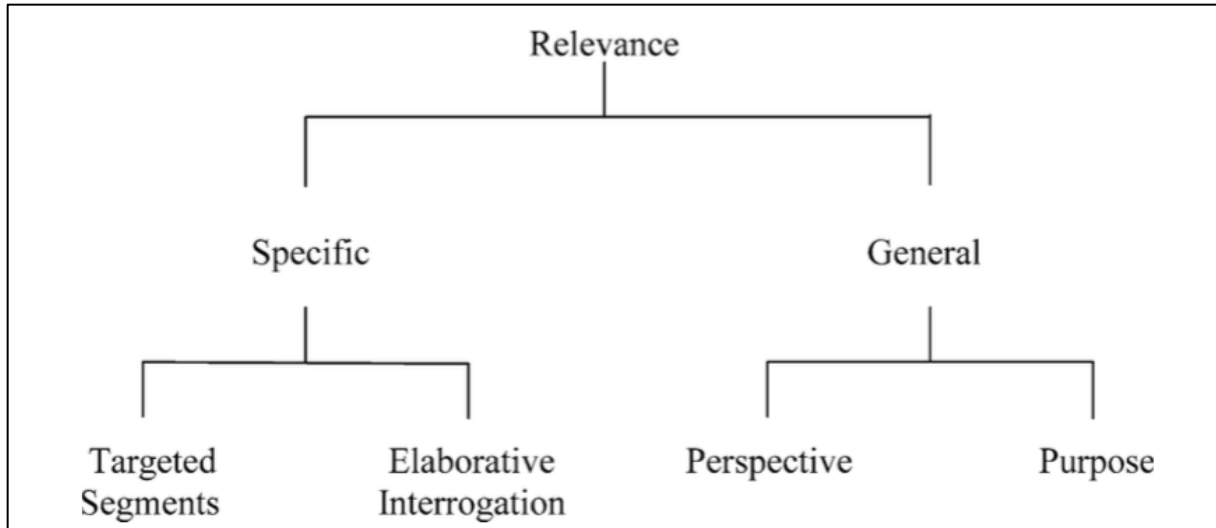 Relevance
Specific
General
Targeted
Segments
Elaborative
Interrogation
Perspective
Purpose